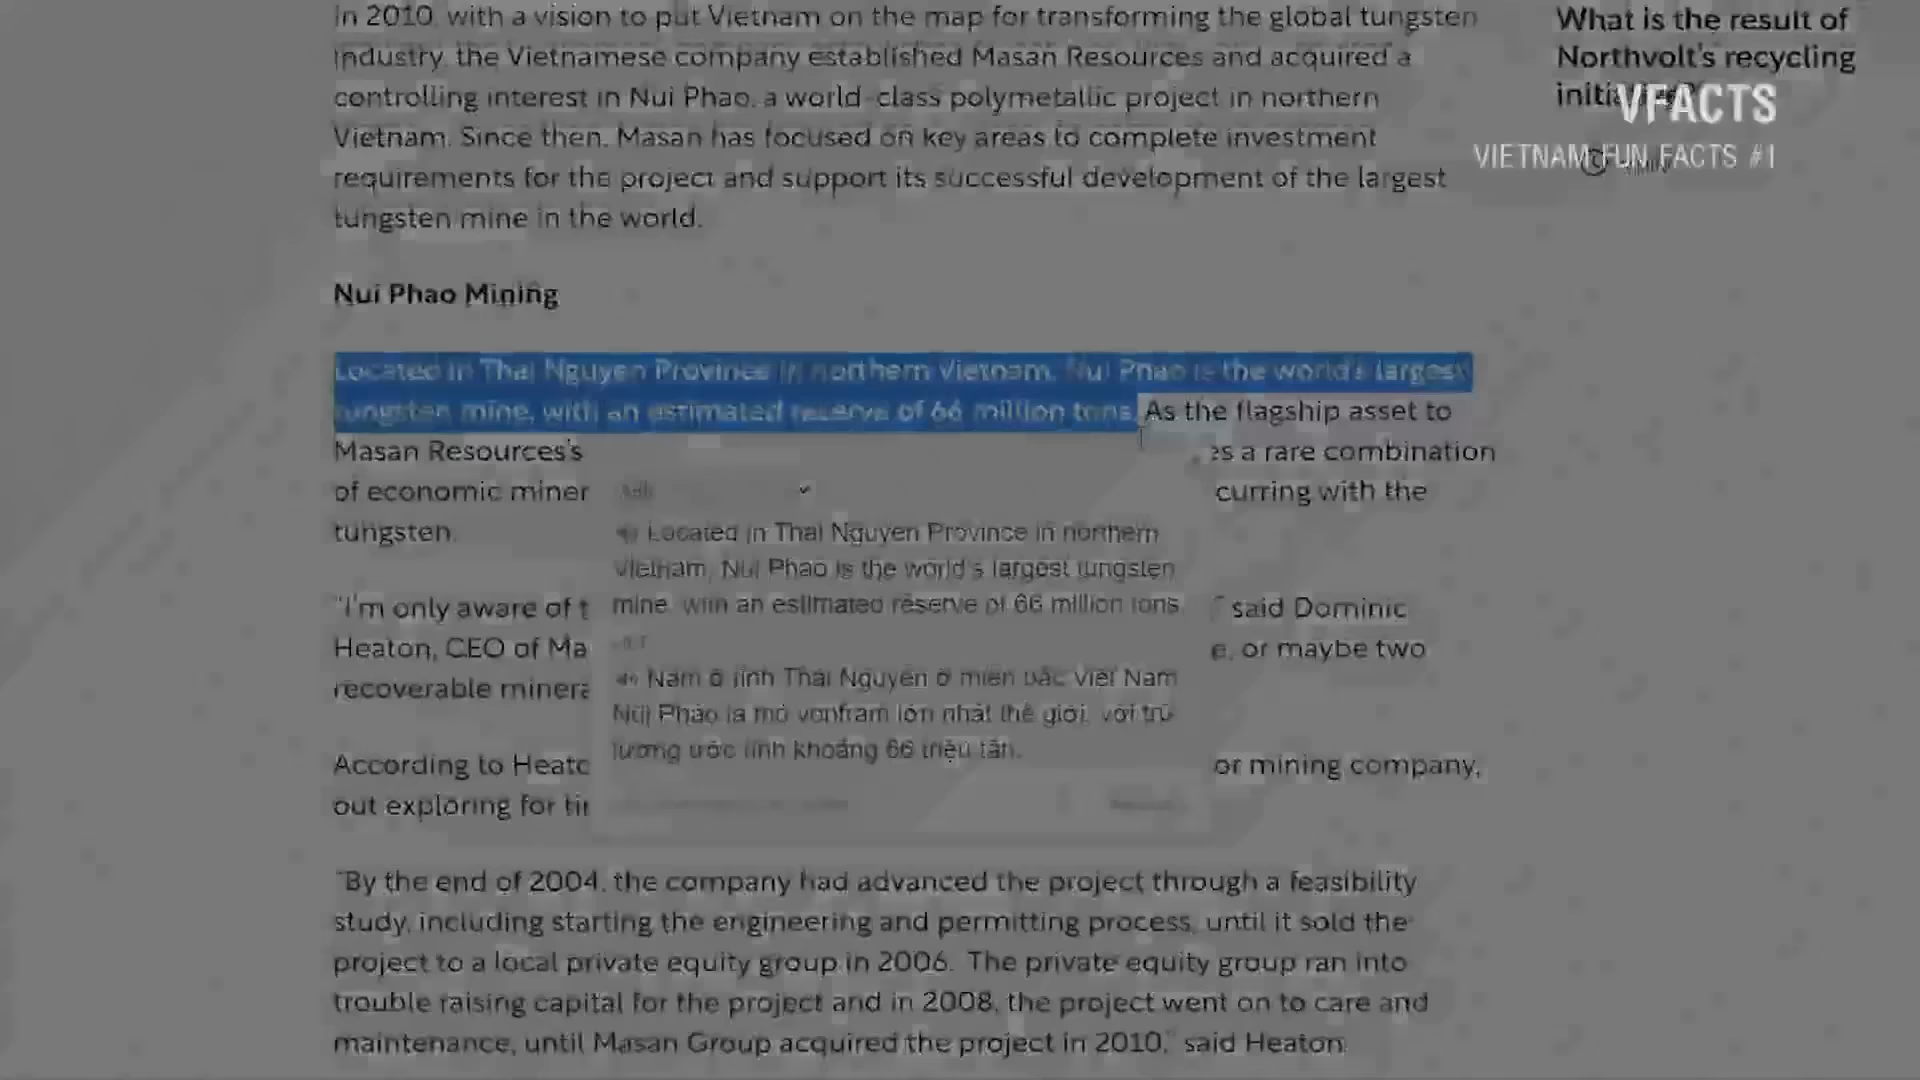 in 2010, with a vision to put Vietnam on the map for transforming the global tungsten
industry, the Vietnamese company established Masan Resources and acquired a
controlling interest in Nui Phao, a world-class polymetallic project in northern
Vietnam. Since then, Masan has focused on key areas to complete investment
requirements for the project and support its successful development of the largest
tungsten mine in the world.
What is the result of
Northvolt's recycling
VFACTS
VIETNAM FUN FACTS #1
Nui Phao Mining
Located in Thai Nguyen Province in northern Vietnam, Nui Phao is the world's largest
tungsten mine, with an estimated reserve of 66 million tons. As the flagship asset to
Masan Resources's
es a rare combination
of economic miner
curring with the
tungsten.
Located in Thai Nguyen Province in northern
Vietnam, Nui Phao is the world's largest tungsten
mine, with an estimated reserve of 66 million tons.
Nằm ở tỉnh Thái Nguyên ở miền bắc Việt Nam
Núi Pháo là mỏ vonfram lớn nhất thế giới, với trữ
lượng ước tính khoảng 66 triệu tấn.
"I'm only aware of t
said Dominic
Heaton, CEO of Ma
e, or maybe two
recoverable minera
According to Heato
or mining company,
out exploring for tin
"By the end of 2004, the company had advanced the project through a feasibility
study, including starting the engineering and permitting process, until it sold the
project to a local private equity group in 2006. The private equity group ran into
trouble raising capital for the project and in 2008, the project went on to care and
maintenance, until Masan Group acquired the project in 2010," said Heaton.